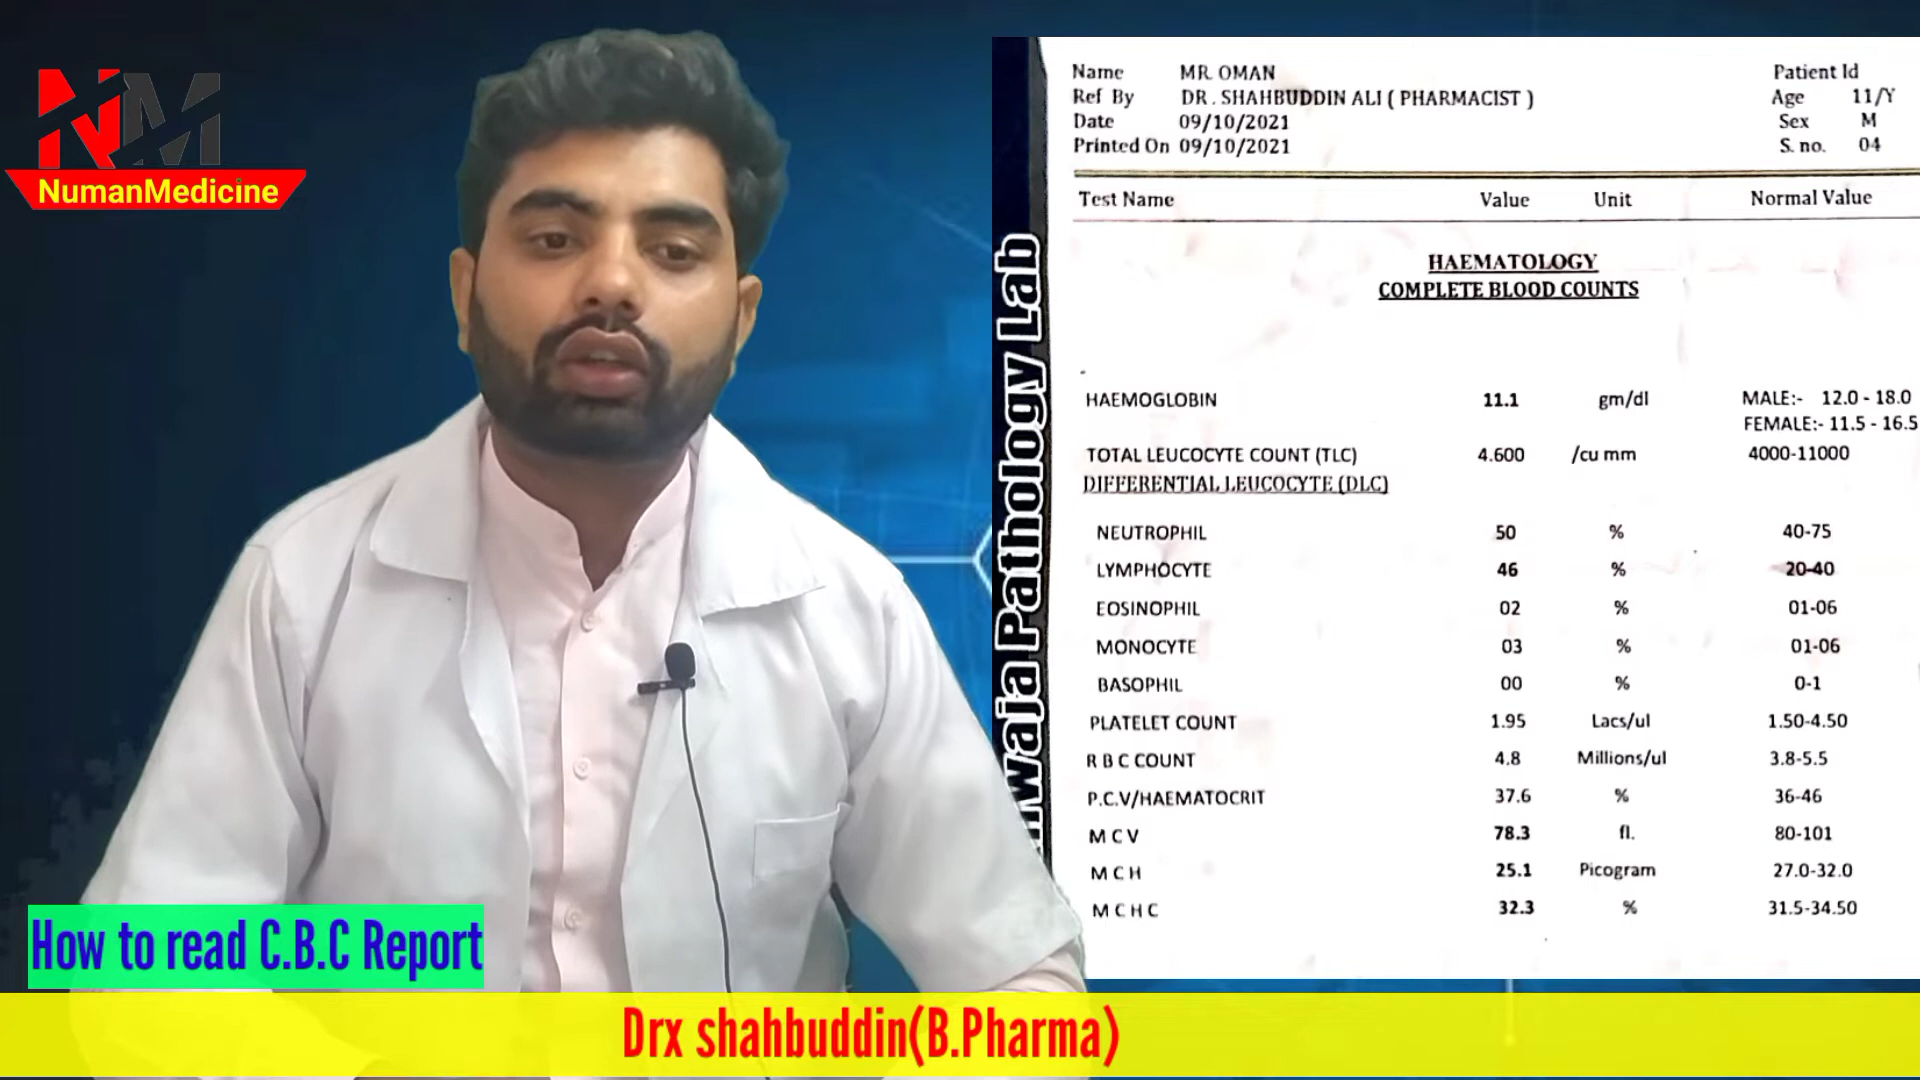 NM
NumanMedicine
Name MR. OMAN Patient Id
Ref By DR. SHAHBUDDIN ALI ( PHARMACIST ) Age 11/Y
Date 09/10/2021 Sex M
Printed On 09/10/2021 S. no. 04
Test Name Value Unit Normal Value
HAEMATOLOGY
COMPLETE BLOOD COUNTS
HAEMOGLOBIN 11.1 gm/dl MALE:- 12.0 - 18.0
FEMALE:- 11.5 - 16.5
TOTAL LEUCOCYTE COUNT (TLC) 4.600 /cu mm 4000-11000
DIFFERENTIAL LEUCOCYTE (DLC)
NEUTROPHIL 50 % 40-75
LYMPHOCYTE 46 % 20-40
EOSINOPHIL 02 % 01-06
MONOCYTE 03 % 01-06
BASOPHIL 00 % 0-1
PLATELET COUNT 1.95 Lacs/ul 1.50-4.50
R B C COUNT 4.8 Millions/ul 3.8-5.5
P.C.V/HAEMATOCRIT 37.6 % 36-46
M C V 78.3 fl. 80-101
M C H 25.1 Picogram 27.0-32.0
M C H C 32.3 % 31.5-34.50
Pathology Lab
How to read C.B.C Report
Drx shahbuddin(B.Pharma)